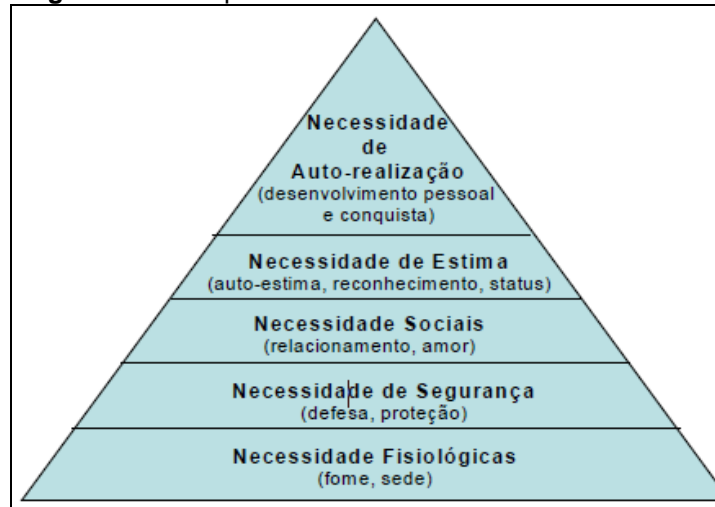 Necessidade
de
Auto-realização
(desenvolvimento pessoal
e conquista)
Necessidade de Estima
(auto-estima, reconhecimento, status)
Necessidade Sociais
(relacionamento, amor)
Necessidade de Segurança
(defesa, proteção)
Necessidade Fisiológicas
(fome, sede)